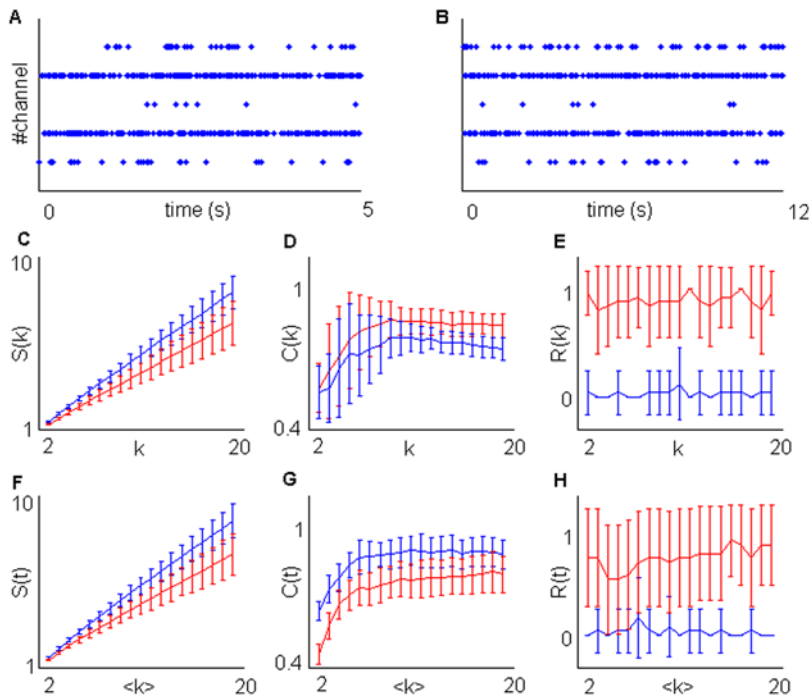 A
B
#channel
0 time (s) 5
0 time (s) 12
C
D
E
10
S(k)
1
2 k 20
1
C(k)
0.4
2 k 20
1
R(k)
0
2 k 20
F
G
H
10
S(t)
1
2 <k> 20
1
C(t)
0.4
2 <k> 20
1
R(t)
0
2 <k> 20